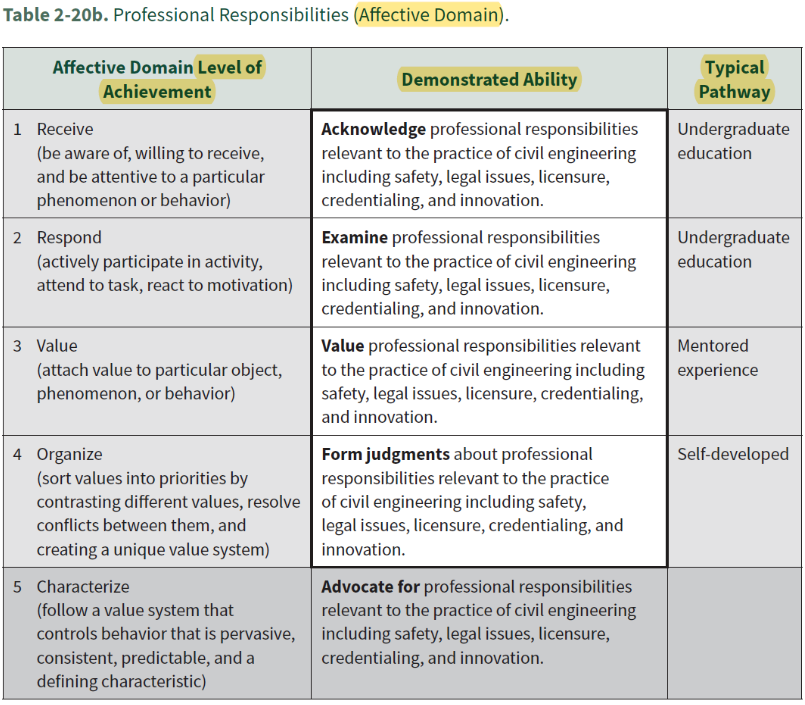 Table 2-20b. Professional Responsibilities (Affective Domain).
Affective Domain Level of
Achievement
Demonstrated Ability
Typical
Pathway
1 Receive
(be aware of, willing to receive,
and be attentive to a particular
phenomenon or behavior)
Acknowledge professional responsibilities
relevant to the practice of civil engineering
including safety, legal issues, licensure,
credentialing, and innovation.
Undergraduate
education
2 Respond
(actively participate in activity,
attend to task, react to motivation)
Examine professional responsibilities
relevant to the practice of civil engineering
including safety, legal issues, licensure,
credentialing, and innovation.
Undergraduate
education
3 Value
(attach value to particular object,
phenomenon, or behavior)
Value professional responsibilities relevant
to the practice of civil engineering including
safety, legal issues, licensure, credentialing,
and innovation.
Mentored
experience
4 Organize
(sort values into priorities by
contrasting different values, resolve
conflicts between them, and
creating a unique value system)
Form judgments about professional
responsibilities relevant to the practice
of civil engineering including safety,
legal issues, licensure, credentialing, and
innovation.
Self-developed
5 Characterize
(follow a value system that
controls behavior that is pervasive,
consistent, predictable, and a
defining characteristic)
Advocate for professional responsibilities
relevant to the practice of civil engineering
including safety, legal issues, licensure,
credentialing, and innovation.